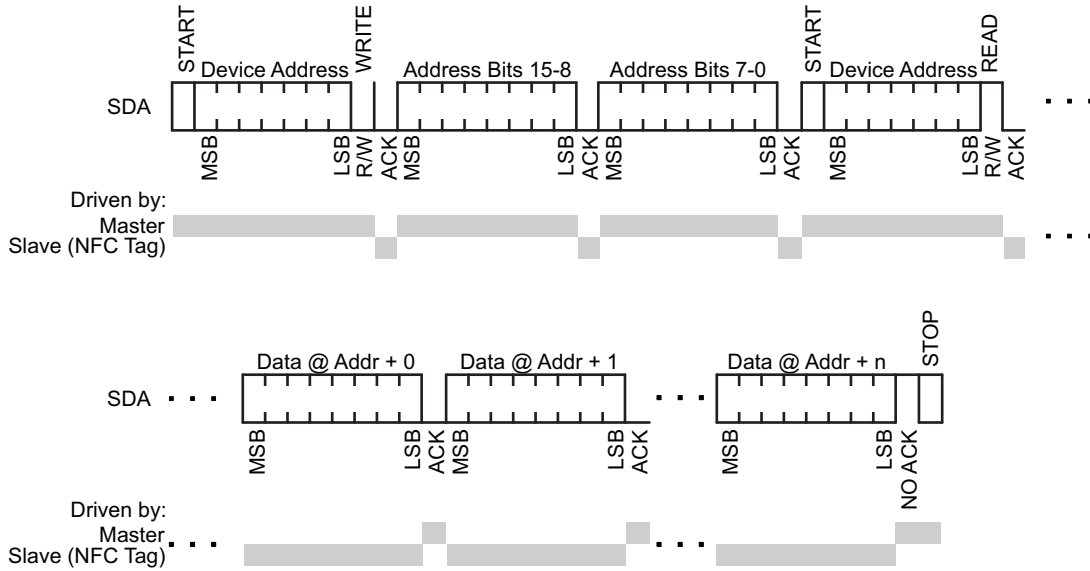 START WRITE START READ
Device Address Address Bits 15-8 Address Bits 7-0 Device Address
SDA . . .
MSB LSB R/W ACK MSB LSB ACK MSB LSB ACK MSB LSB R/W ACK
Driven by:
Master
Slave (NFC Tag) . . .
STOP
Data @ Addr + 0 Data @ Addr + 1 Data @ Addr + n
SDA . . . . . .
MSB LSB ACK MSB LSB ACK MSB LSB NO ACK
Driven by:
Master
Slave (NFC Tag) . . . . . .